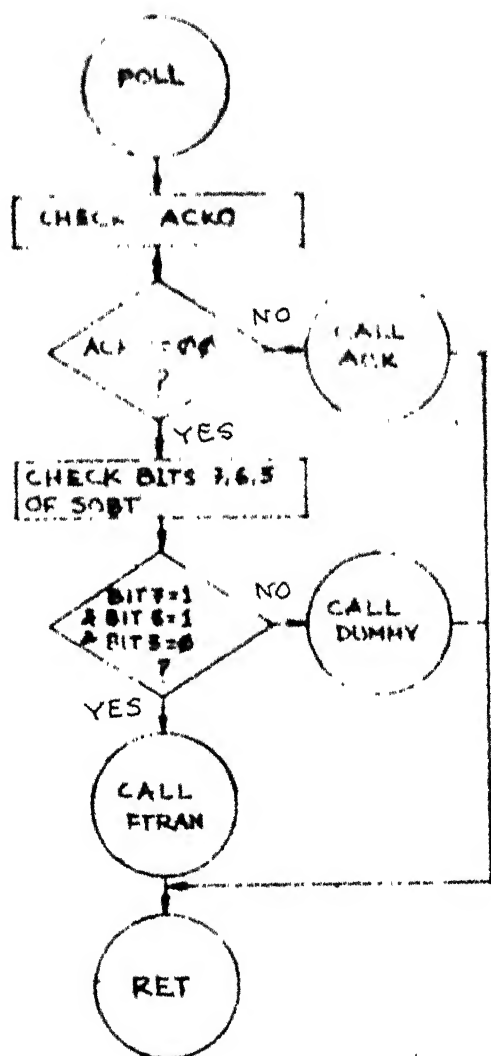 POLL
CHECK ACKO
NO
CALL
ACK
?
YES
CHECK BITS 7,6,5
OF SOBT
BIT 7=1
& BIT 6=1
& BIT 5=0
?
NO
CALL
DUMMY
YES
CALL
FTRAN
RET